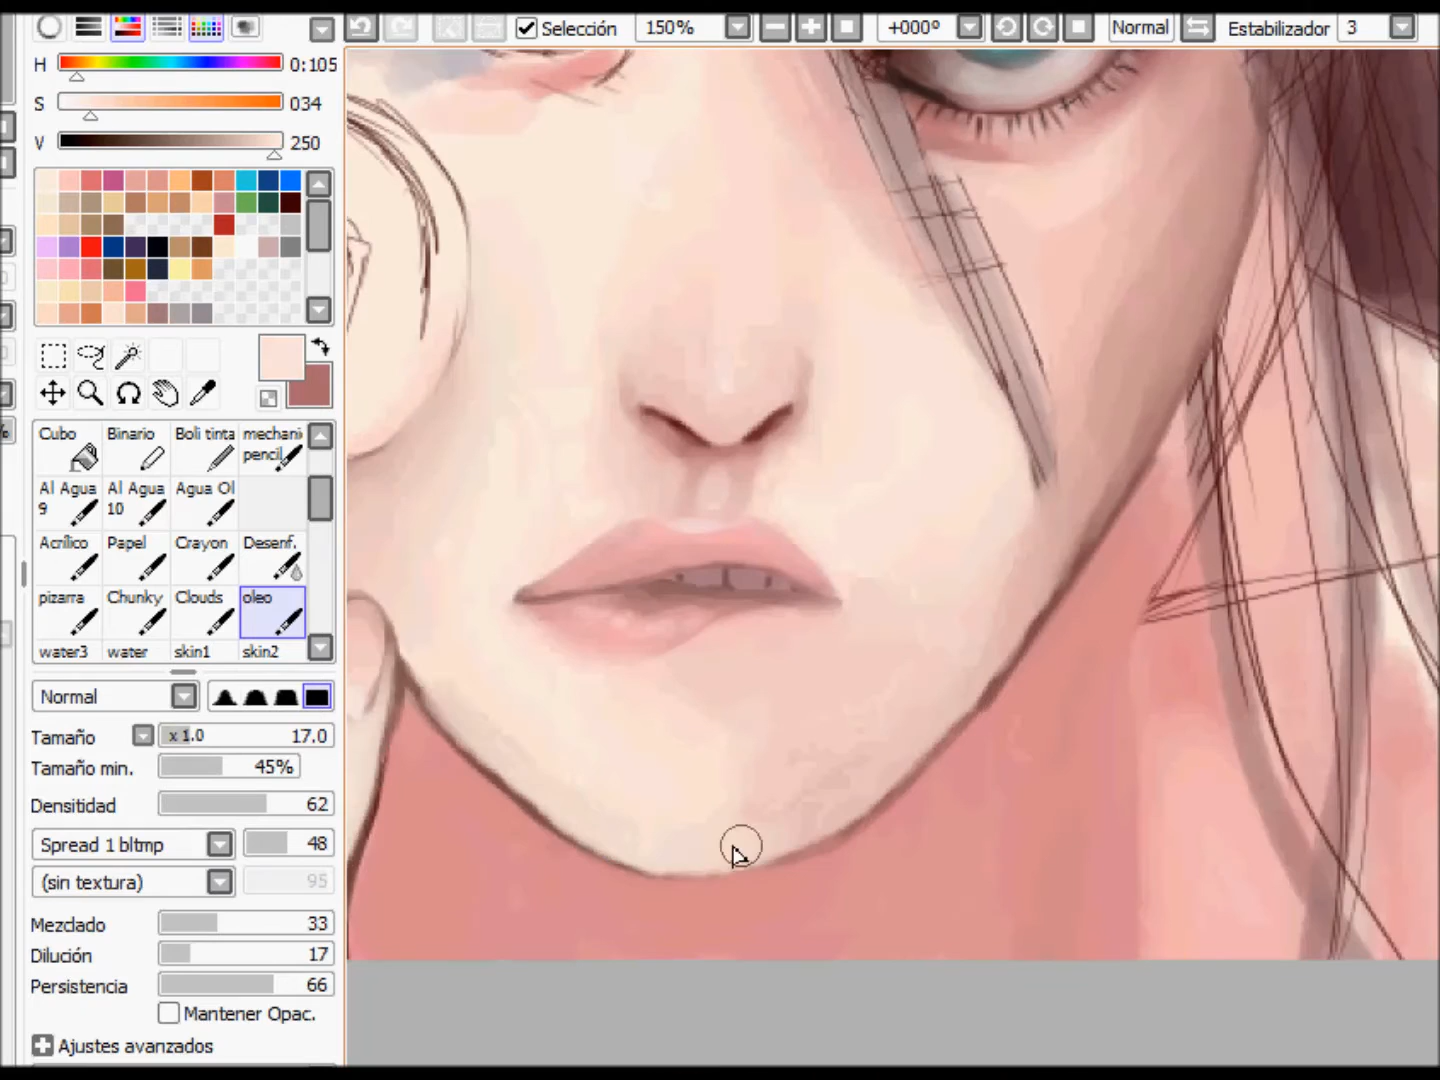 Selección 150% +000º Normal Estabilizador 3
H 0:105
S 034
V 250
Cubo Binario Boli tinta mechani pencil
Al Agua 9 Al Agua 10 Agua Ol
Acrílico Papel Crayon Desenf.
pizarra Chunky Clouds oleo
water3 water skin1 skin2
Normal
Tamaño x 1.0 17.0
Tamaño min. 45%
Densitidad 62
Spread 1 bltmp 48
(sin textura) 95
Mezclado 33
Dilución 17
Persistencia 66
Mantener Opac.
Ajustes avanzados